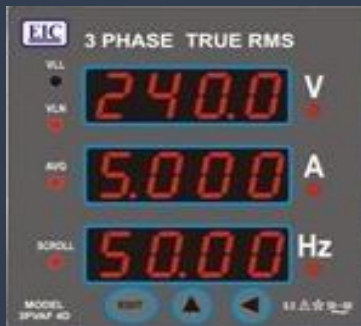 EIC 3 PHASE TRUE RMS
VLL
VLN
240.0 V
AVG
5.000 A
SCROLL
50.00 Hz
MODEL
3PVAF 4D
EDIT